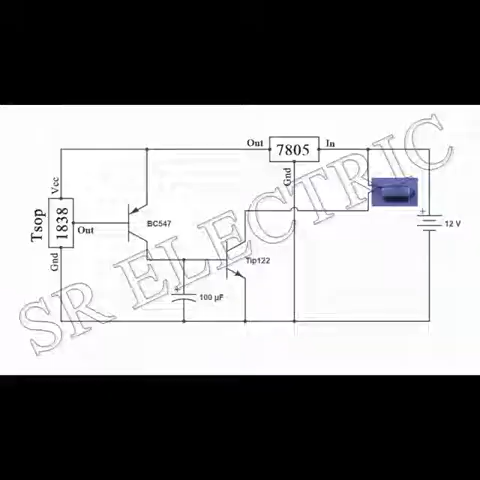 Out
7805
In
Gnd
Vcc
Tsop
1838
Out
Gnd
BC547
Tip122
+
100 µF
+
12 V
SR ELECTRIC